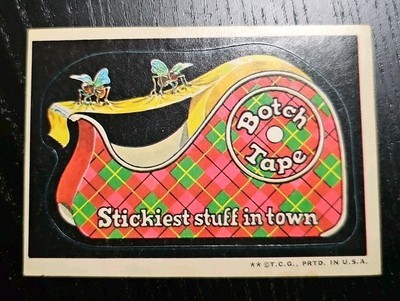 Botch
Tape
Stickiest stuff in town
** ©T.C.G., PRTD. IN U.S.A.